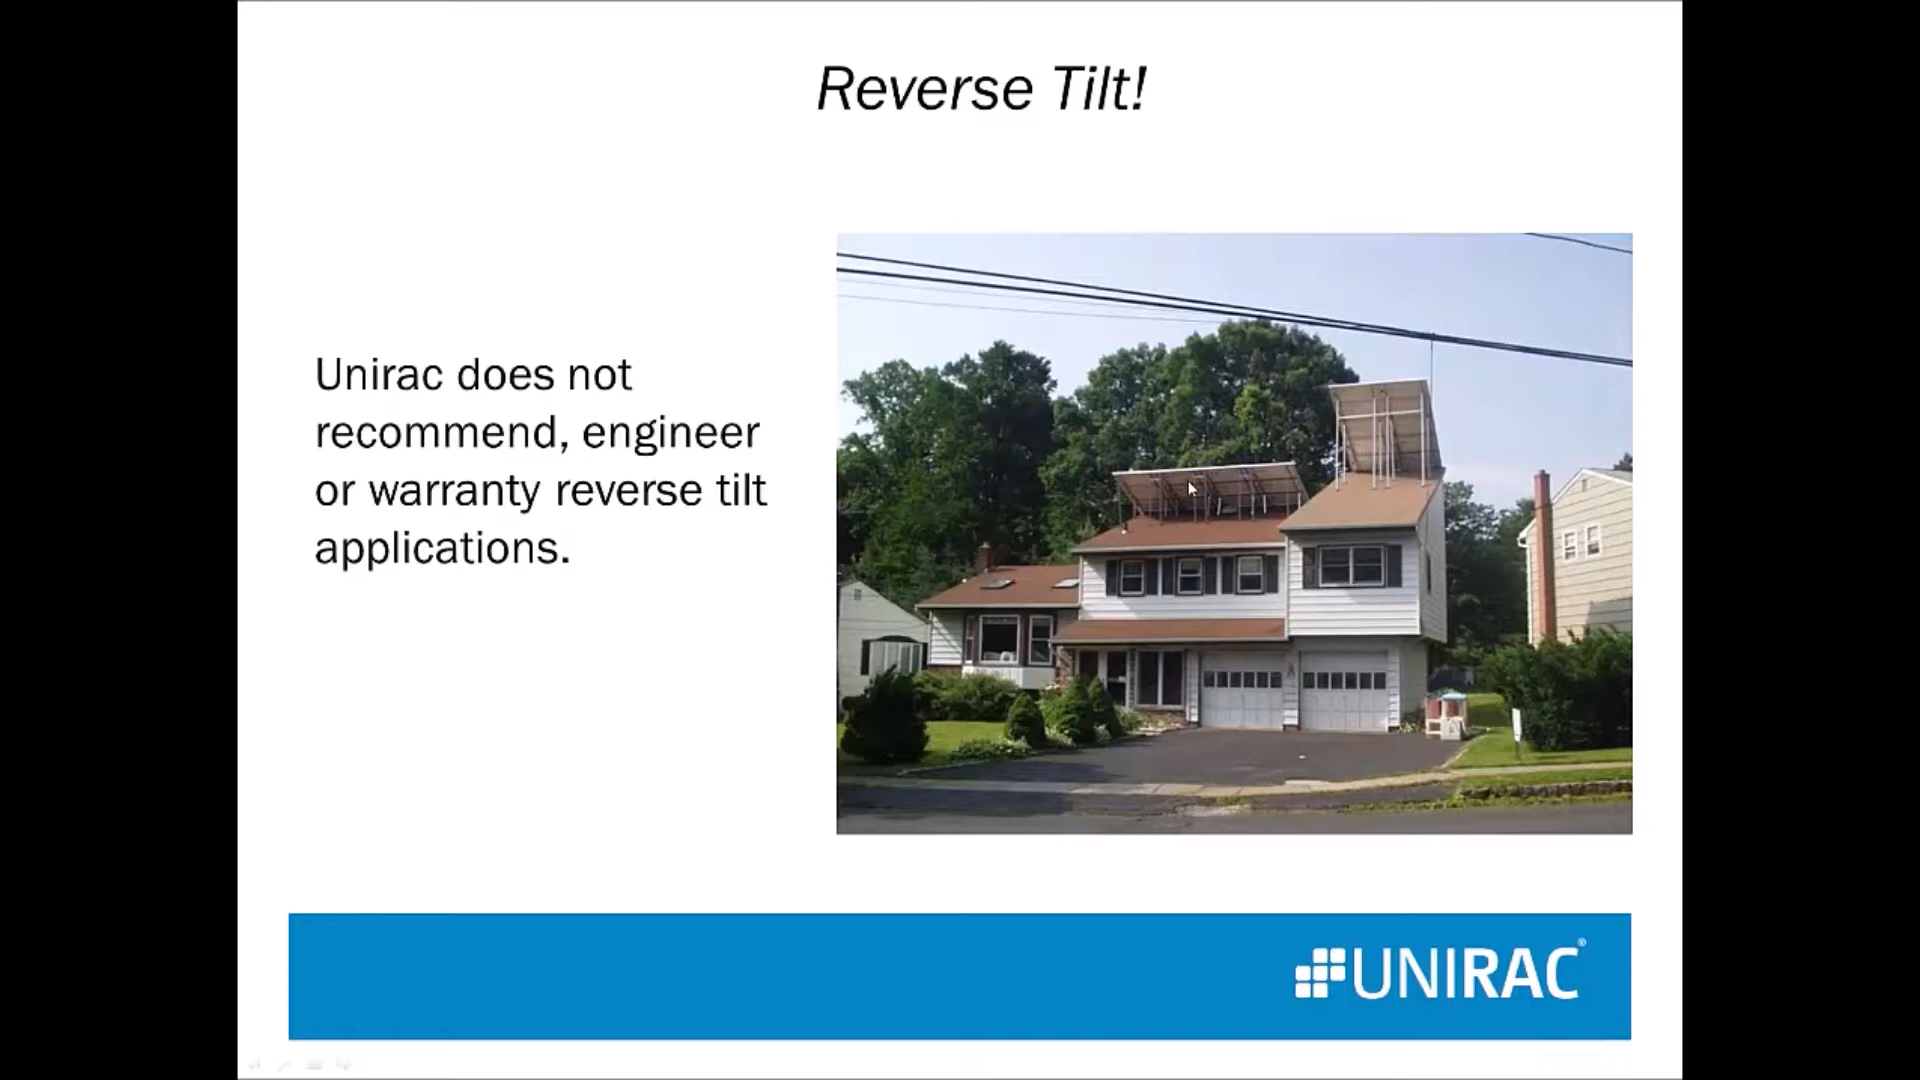 Reverse Tilt!
Unirac does not
recommend, engineer
or warranty reverse tilt
applications.
UNIRAC®